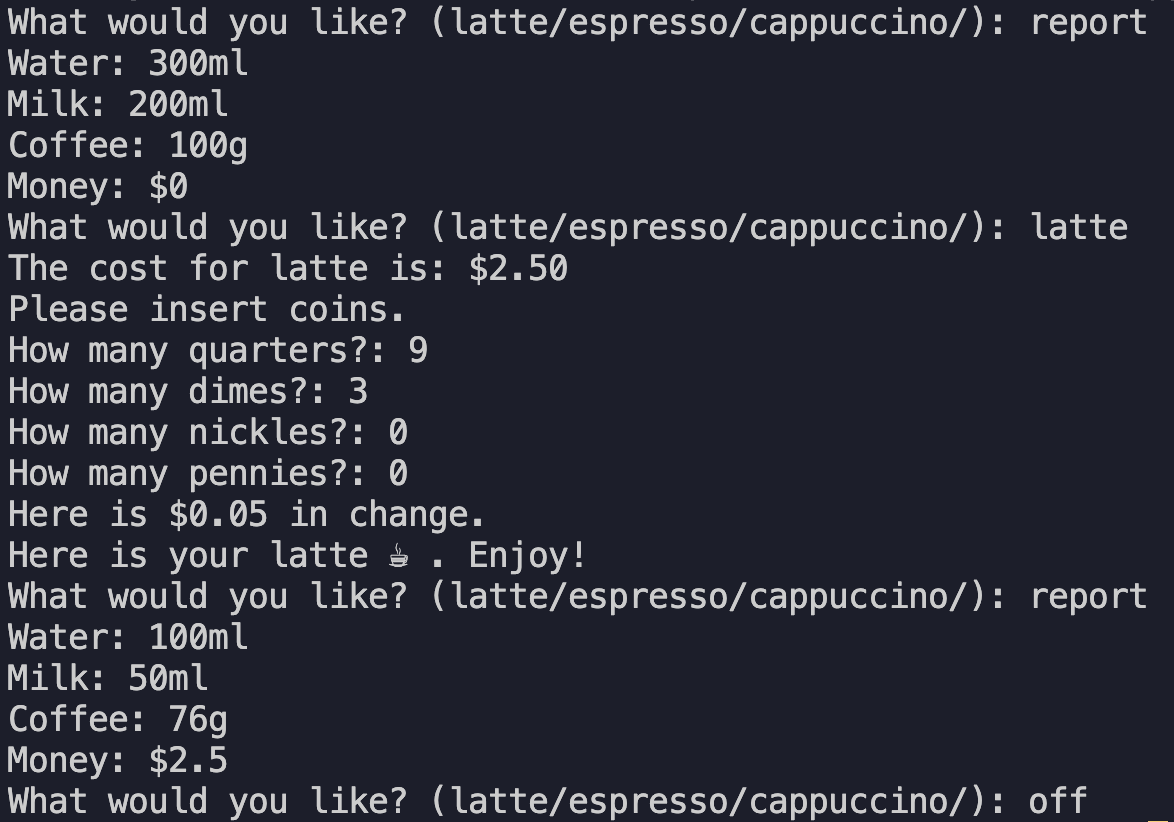 What would you like? (latte/espresso/cappuccino/): report
Water: 300ml
Milk: 200ml
Coffee: 100g
Money: $0
What would you like? (latte/espresso/cappuccino/): latte
The cost for latte is: $2.50
Please insert coins.
How many quarters?: 9
How many dimes?: 3
How many nickles?: 0
How many pennies?: 0
Here is $0.05 in change.
Here is your latte ☕ . Enjoy!
What would you like? (latte/espresso/cappuccino/): report
Water: 100ml
Milk: 50ml
Coffee: 76g
Money: $2.5
What would you like? (latte/espresso/cappuccino/): off